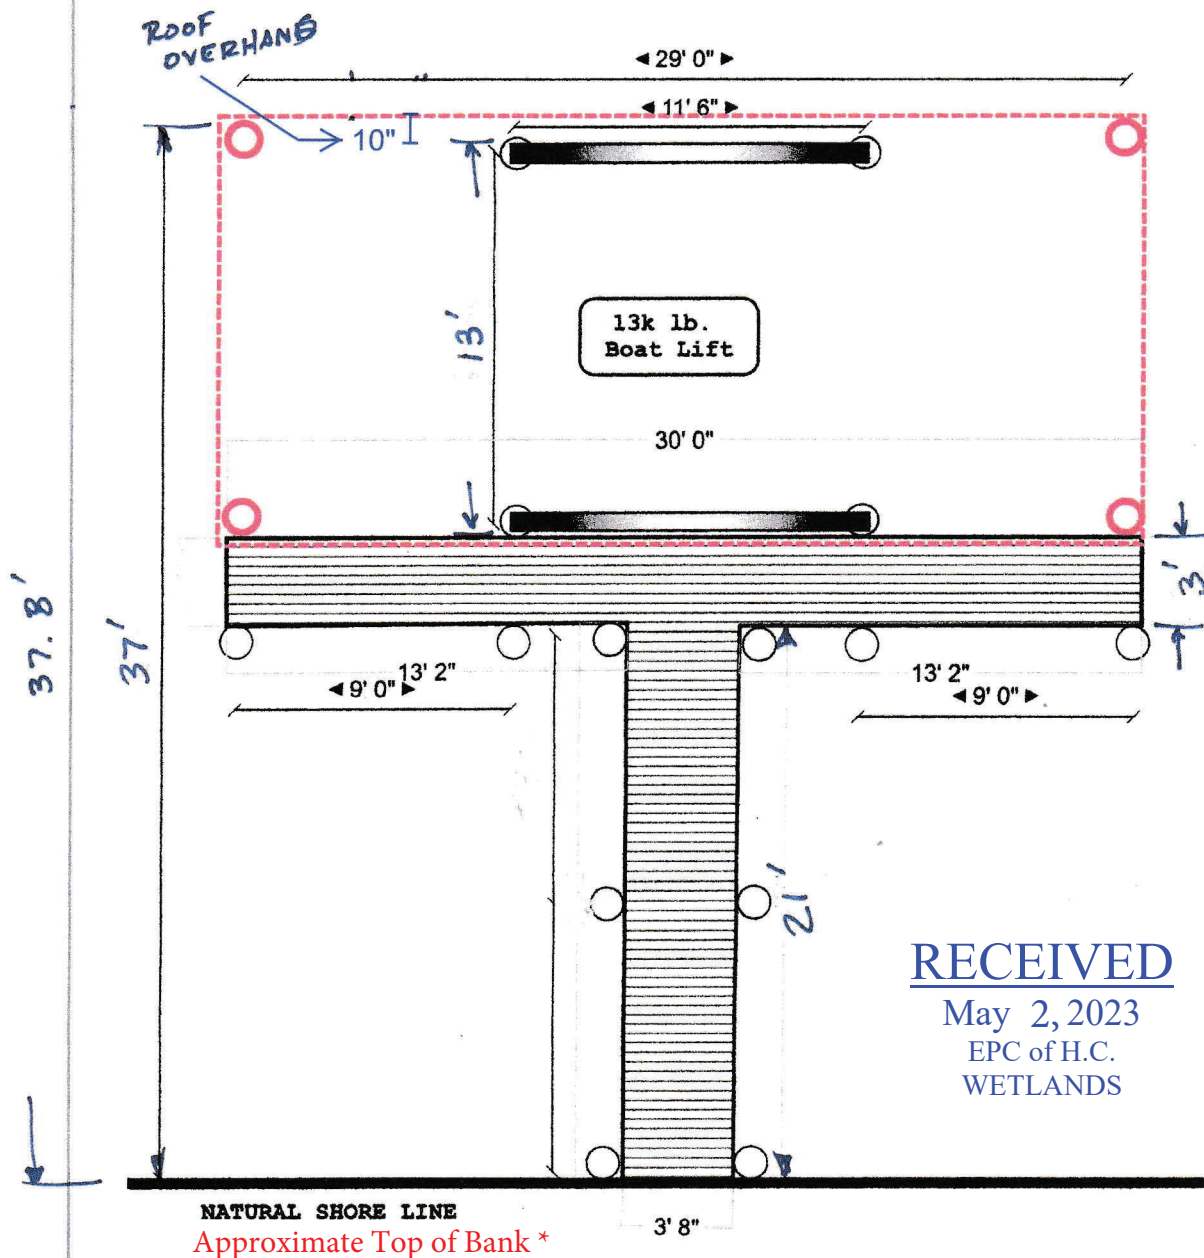 ROOF
OVERHANG
29' 0"
11' 6"
10"
13'
13k lb.
Boat Lift
30' 0"
3'
37.8'
37'
13' 2"
9' 0"
13' 2"
9' 0"
21'
RECEIVED
May 2, 2023
EPC of H.C.
WETLANDS
NATURAL SHORE LINE
Approximate Top of Bank *
3' 8"